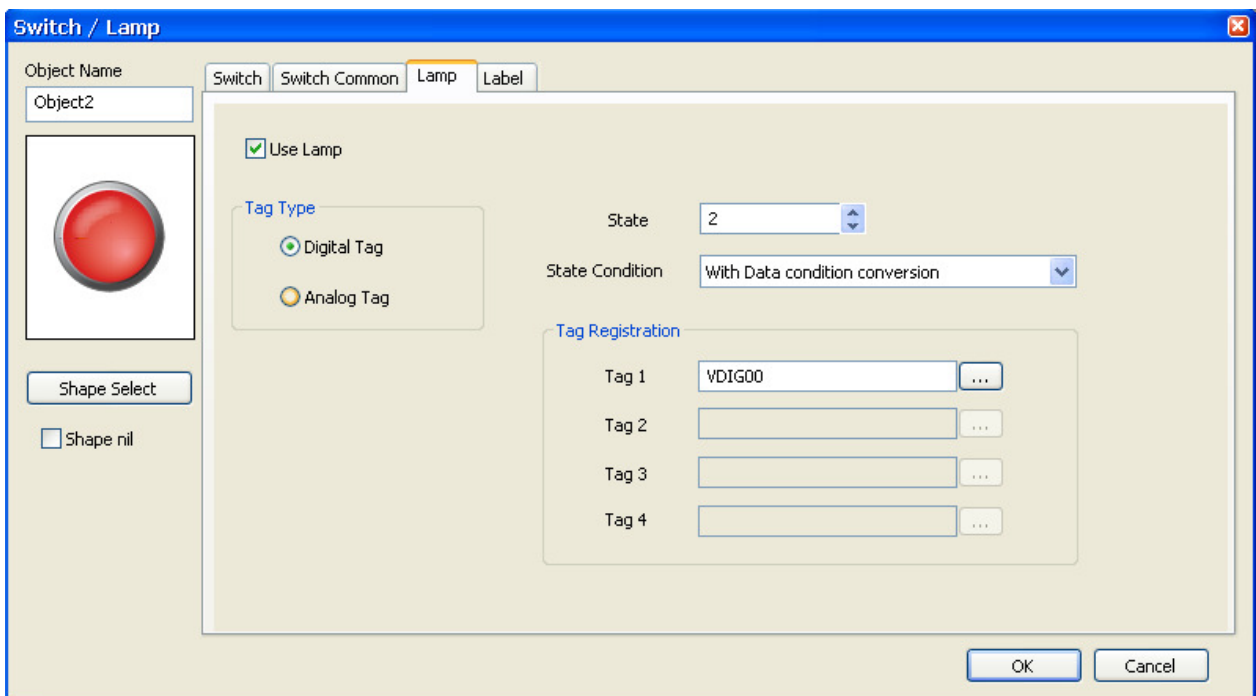 Switch / Lamp
Object Name
Object2
Shape Select
Shape nil
Switch Switch Common Lamp Label
Use Lamp
Tag Type
Digital Tag
Analog Tag
State 2
State Condition With Data condition conversion
Tag Registration
Tag 1 VDIG00 ...
Tag 2 ...
Tag 3 ...
Tag 4 ...
OK Cancel